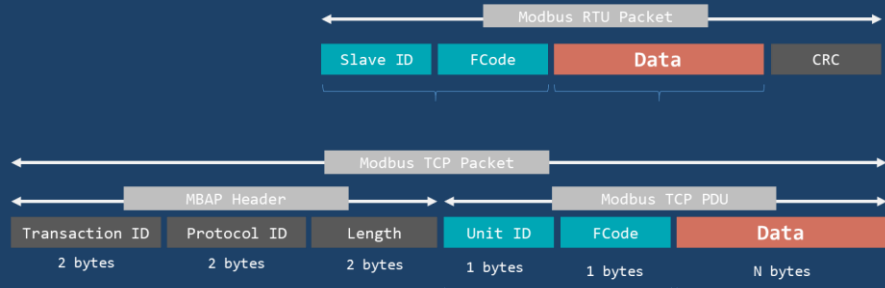 Modbus RTU Packet
Slave ID FCode Data CRC
Modbus TCP Packet
MBAP Header Modbus TCP PDU
Transaction ID Protocol ID Length Unit ID FCode Data
2 bytes 2 bytes 2 bytes 1 bytes 1 bytes N bytes